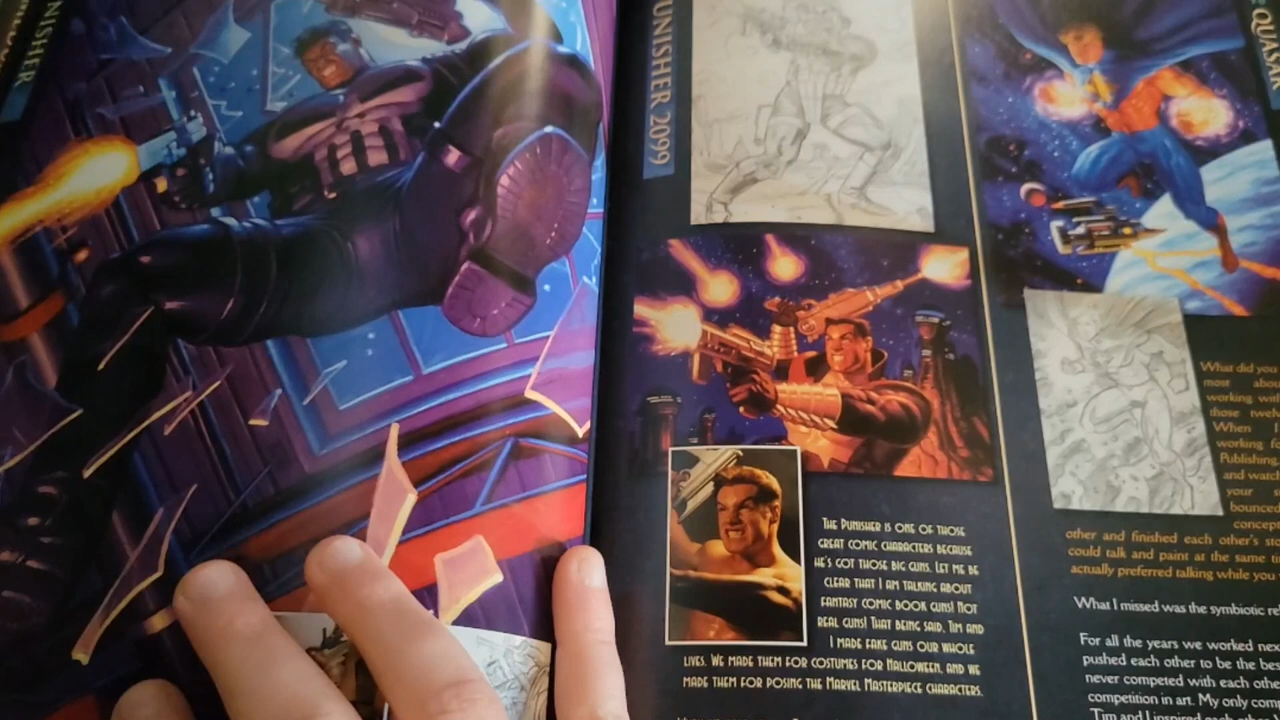 PUNISHER
PUNISHER 2099
QUASAR
The Punisher is one of those
great comic characters because
he's got those big guns. Let me be
clear that I am talking about
fantasy comic book guns! Not
real guns! That being said, Tim and
I made fake guns our whole
lives. We made them for costumes for Halloween, and we
made them for posing the Marvel Masterpiece characters.
What did you
most abou
working with
those twelv
When I
working fo
Publishing,
and watch
your s
bounced
concept
other and finished each other's sto
could talk and paint at the same ti
actually preferred talking while you
What I missed was the symbiotic re
For all the years we worked nex
pushed each other to be the bes
never competed with each othe
competition in art. My only com
Tim and I inspired each othe